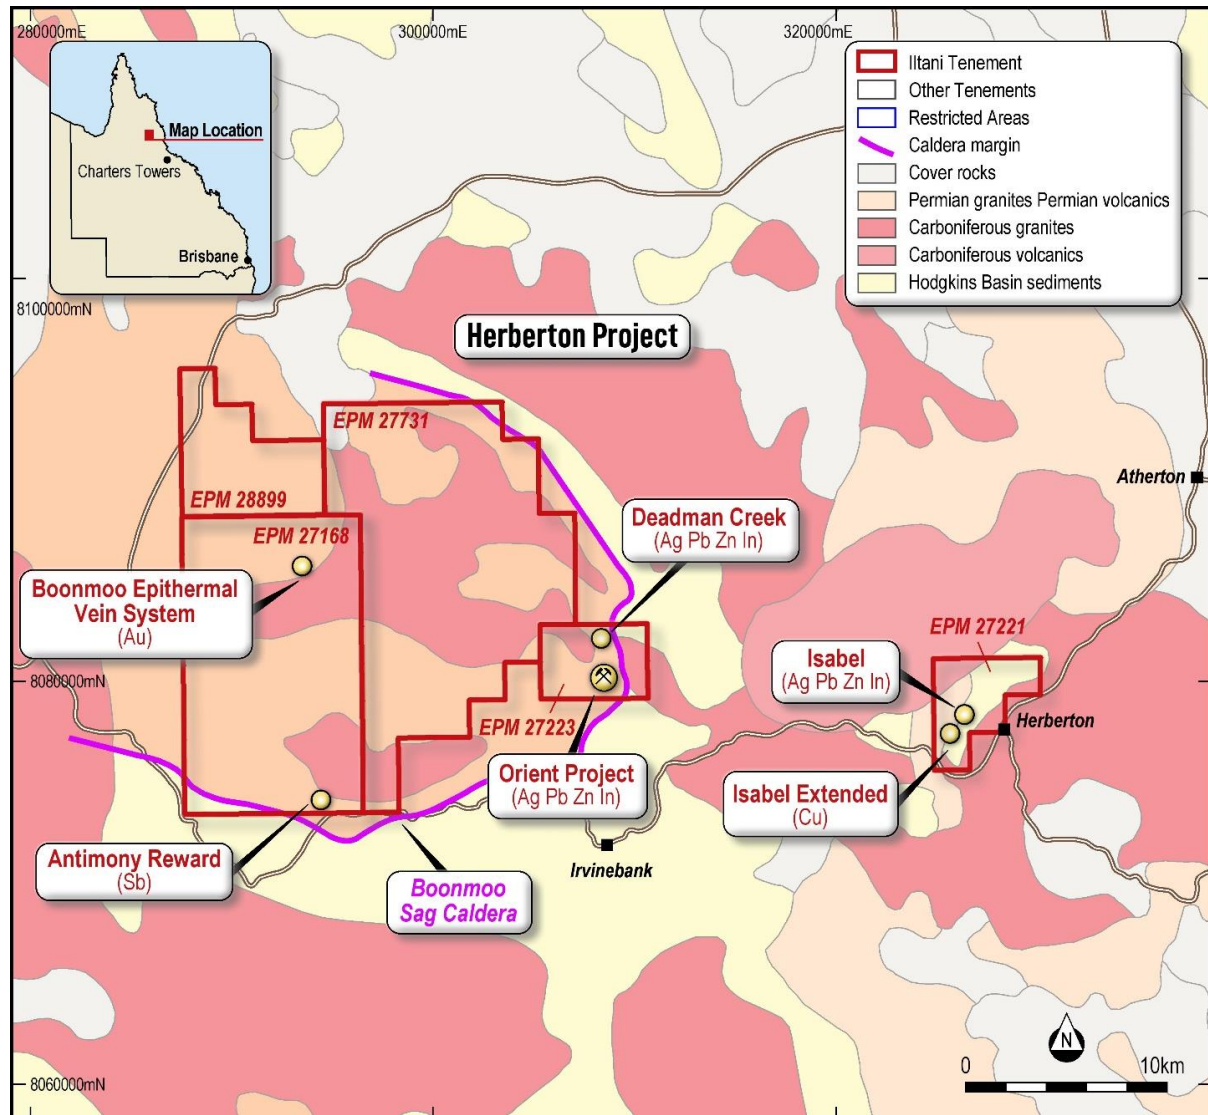 280000mE
300000mE
320000mE
Map Location
Charters Towers
Brisbane
Iltani Tenement
Other Tenements
Restricted Areas
Caldera margin
Cover rocks
Permian granites Permian volcanics
Carboniferous granites
Carboniferous volcanics
Hodgkins Basin sediments
8100000mN
Herberton Project
EPM 27731
EPM 28899
EPM 27168
Atherton
Deadman Creek
(Ag Pb Zn In)
Boonmoo Epithermal
Vein System
(Au)
EPM 27221
Isabel
(Ag Pb Zn In)
8080000mN
EPM 27223
Herberton
Orient Project
(Ag Pb Zn In)
Isabel Extended
(Cu)
Antimony Reward
(Sb)
Irvinebank
Boonmoo
Sag Caldera
N
0
10km
8060000mN